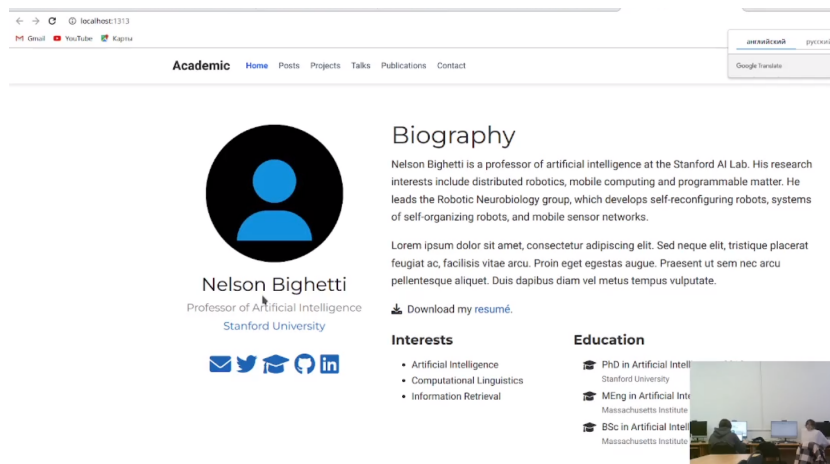 localhost:1313
Gmail YouTube Карты
английский
Google Translate
Academic Home Posts Projects Talks Publications Contact
Biography
Nelson Bighetti is a professor of artificial intelligence at the Stanford AI Lab. His research
interests include distributed robotics, mobile computing and programmable matter. He
leads the Robotic Neurobiology group, which develops self-reconfiguring robots, systems
of self-organizing robots, and mobile sensor networks.
Lorem ipsum dolor sit amet, consectetur adipiscing elit. Sed neque elit, tristique placerat
feugiat ac, facilisis vitae arcu. Proin eget egestas augue. Praesent ut sem nec arcu
pellentesque aliquet. Duis dapibus diam vel metus tempus vulputate.
Download my resumé.
Nelson Bighetti
Professor of Artificial Intelligence
Stanford University
Interests
Artificial Intelligence
Computational Linguistics
Information Retrieval
Education
PhD in Artificial
Stanford University
MEng in Artificial
Massachusetts Institute
BSc in Artificial
Massachusetts Institute